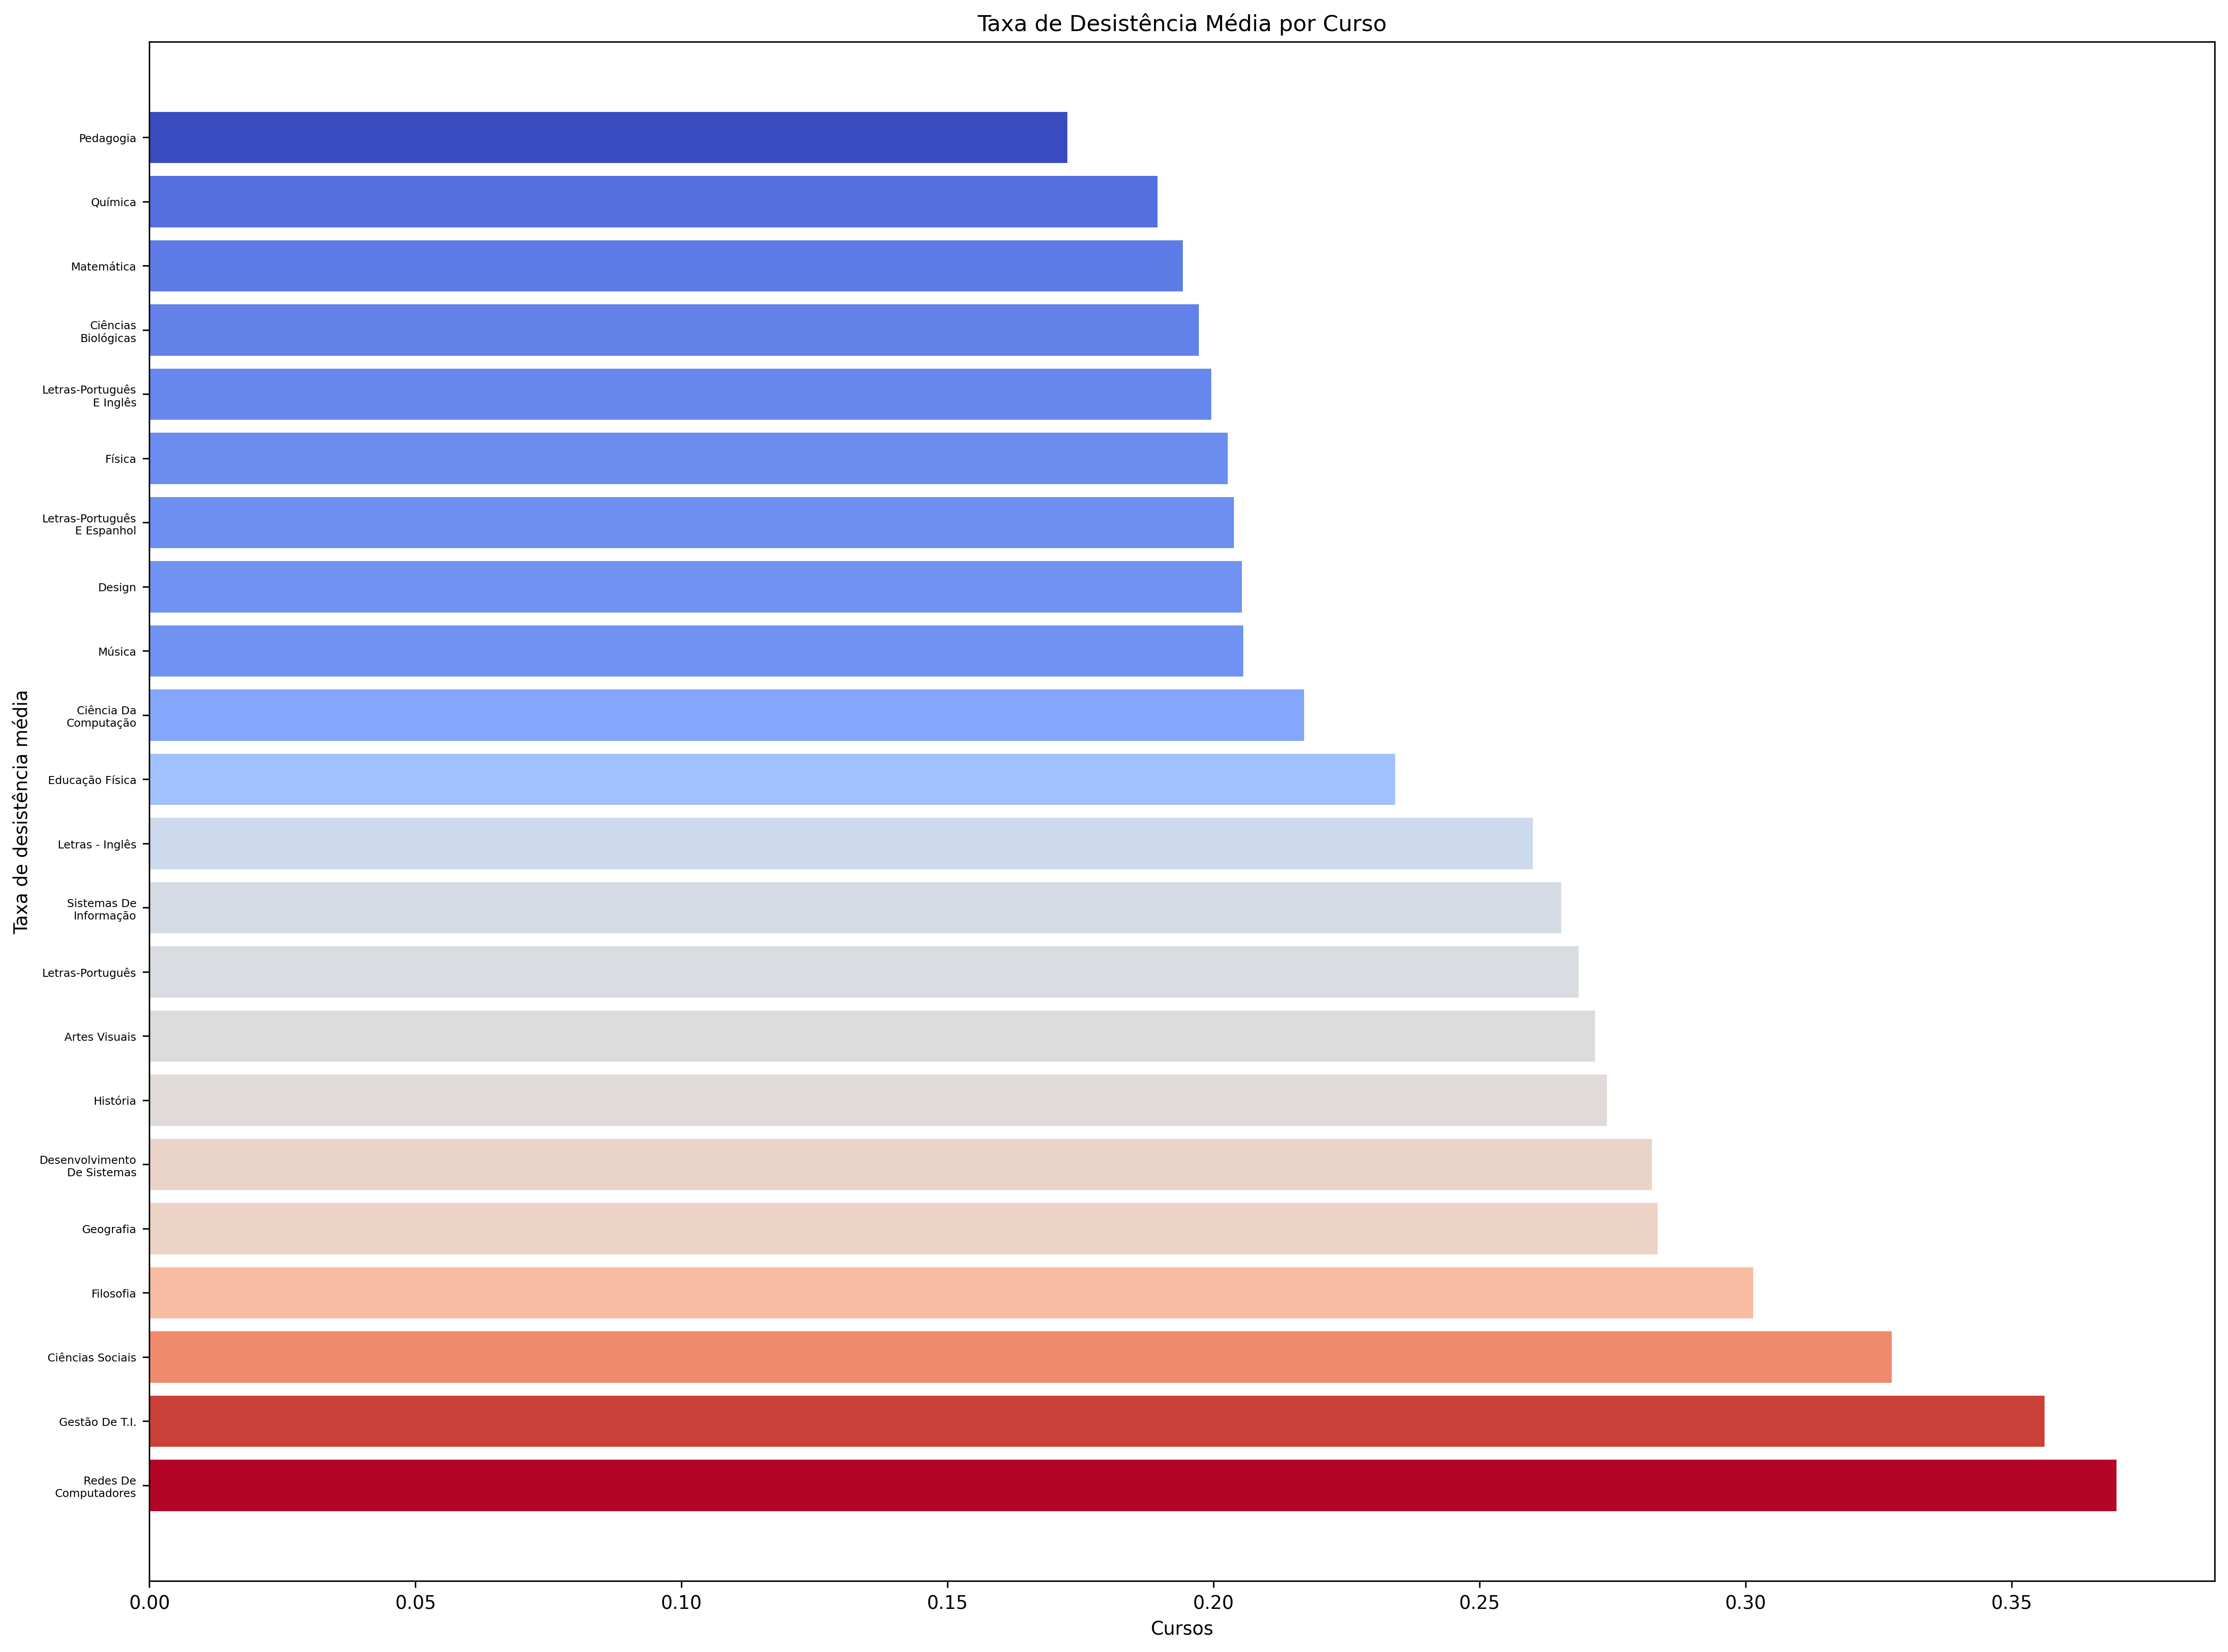 Taxa de Desistência Média por Curso
Taxa de desistência média
Pedagogia
Química
Matemática
Ciências
Biológicas
Letras-Português
E Inglês
Física
Letras-Português
E Espanhol
Design
Música
Ciência Da
Computação
Educação Física
Letras - Inglês
Sistemas De
Informação
Letras-Português
Artes Visuais
História
Desenvolvimento
De Sistemas
Geografia
Filosofia
Ciências Sociais
Gestão De T.I.
Redes De
Computadores
0.00 0.05 0.10 0.15 0.20 0.25 0.30 0.35
Cursos